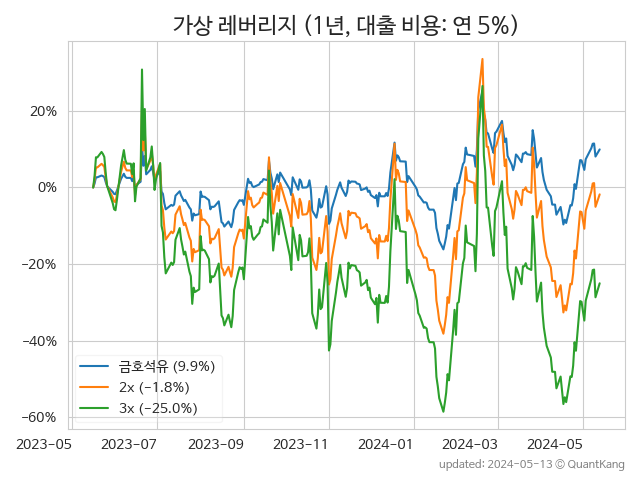 가상 레버리지 (1년, 대출 비용: 연 5%)
20%
0%
−20%
−40%
−60%
금호석유 (9.9%)
2x (−1.8%)
3x (−25.0%)
2023-05 2023-07 2023-09 2023-11 2024-01 2024-03 2024-05
updated: 2024-05-13 © QuantKang